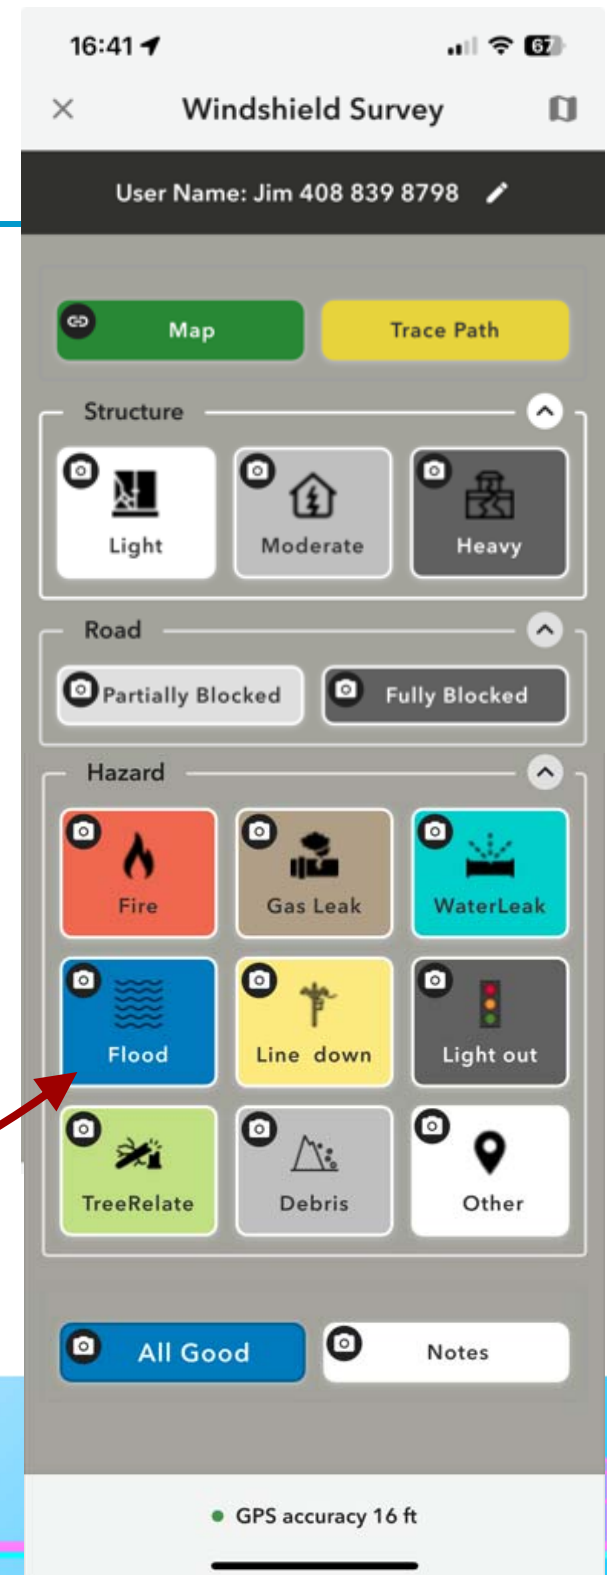 16:41 67
Windshield Survey
User Name: Jim 408 839 8798
Map Trace Path
Structure
Light Moderate Heavy
Road
Partially Blocked Fully Blocked
Hazard
Fire Gas Leak WaterLeak
Flood Line down Light out
TreeRelate Debris Other
All Good Notes
GPS accuracy 16 ft